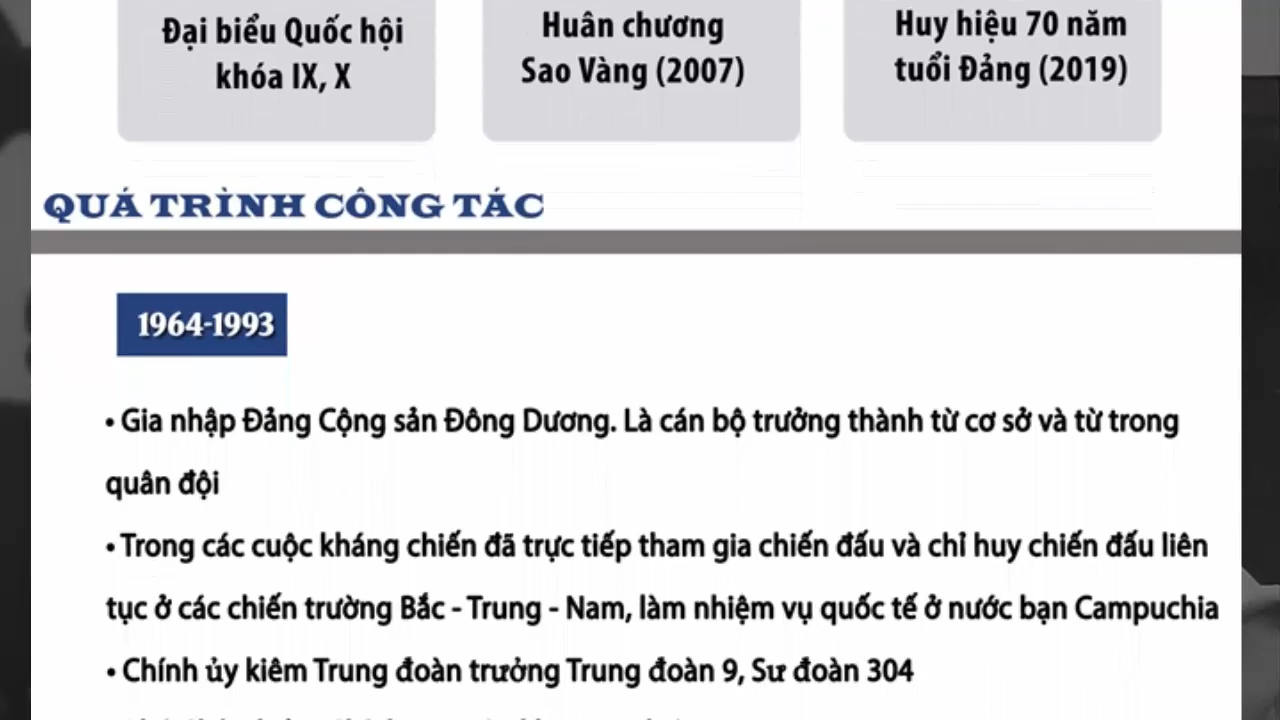 Đại biểu Quốc hội
khóa IX, X
Huân chương
Sao Vàng (2007)
Huy hiệu 70 năm
tuổi Đảng (2019)
QUÁ TRÌNH CÔNG TÁC
1964-1993
• Gia nhập Đảng Cộng sản Đông Dương. Là cán bộ trưởng thành từ cơ sở và từ trong
quân đội
• Trong các cuộc kháng chiến đã trực tiếp tham gia chiến đấu và chỉ huy chiến đấu liên
tục ở các chiến trường Bắc - Trung - Nam, làm nhiệm vụ quốc tế ở nước bạn Campuchia
• Chính ủy kiêm Trung đoàn trưởng Trung đoàn 9, Sư đoàn 304